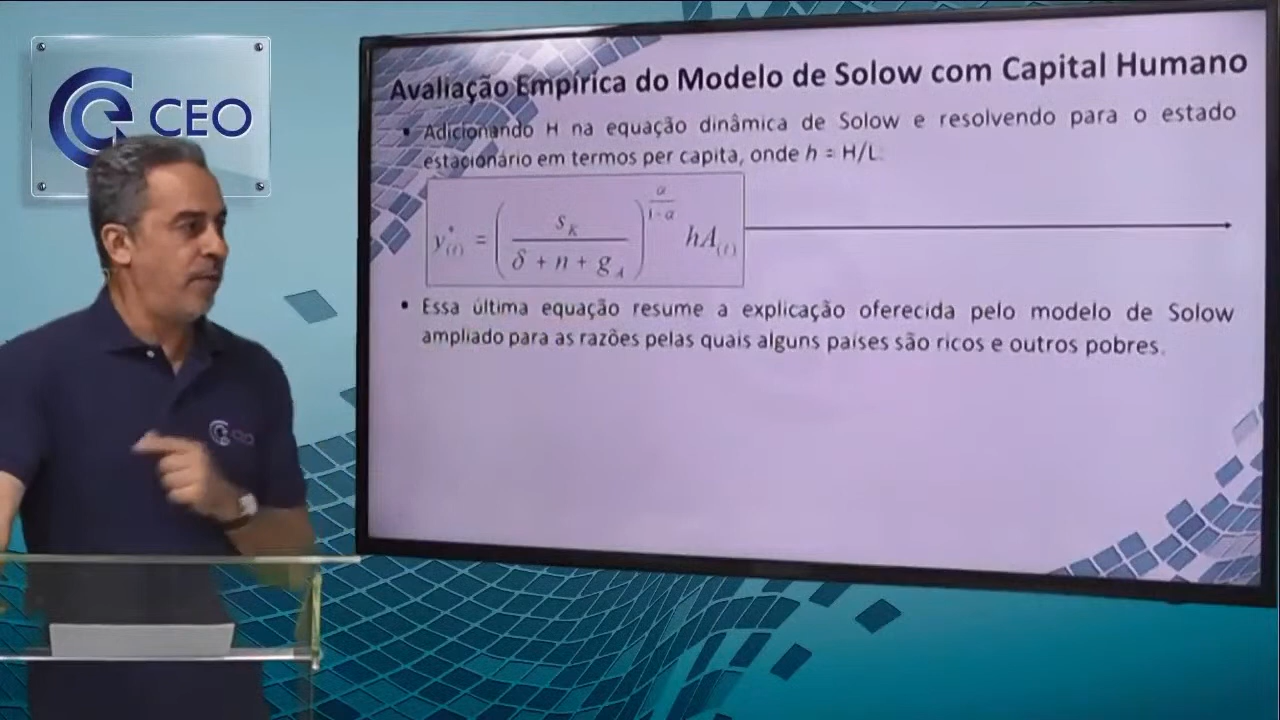 CEO
Avaliação Empírica do Modelo de Solow com Capital Humano
• Adicionando H na equação dinâmica de Solow e resolvendo para o estado
estacionário em termos per capita, onde h = H/L.
y*(t) = (s_K / (δ + n + g_A))^(α/(1-α)) hA(t)
• Essa última equação resume a explicação oferecida pelo modelo de Solow
ampliado para as razões pelas quais alguns países são ricos e outros pobres.
CEO